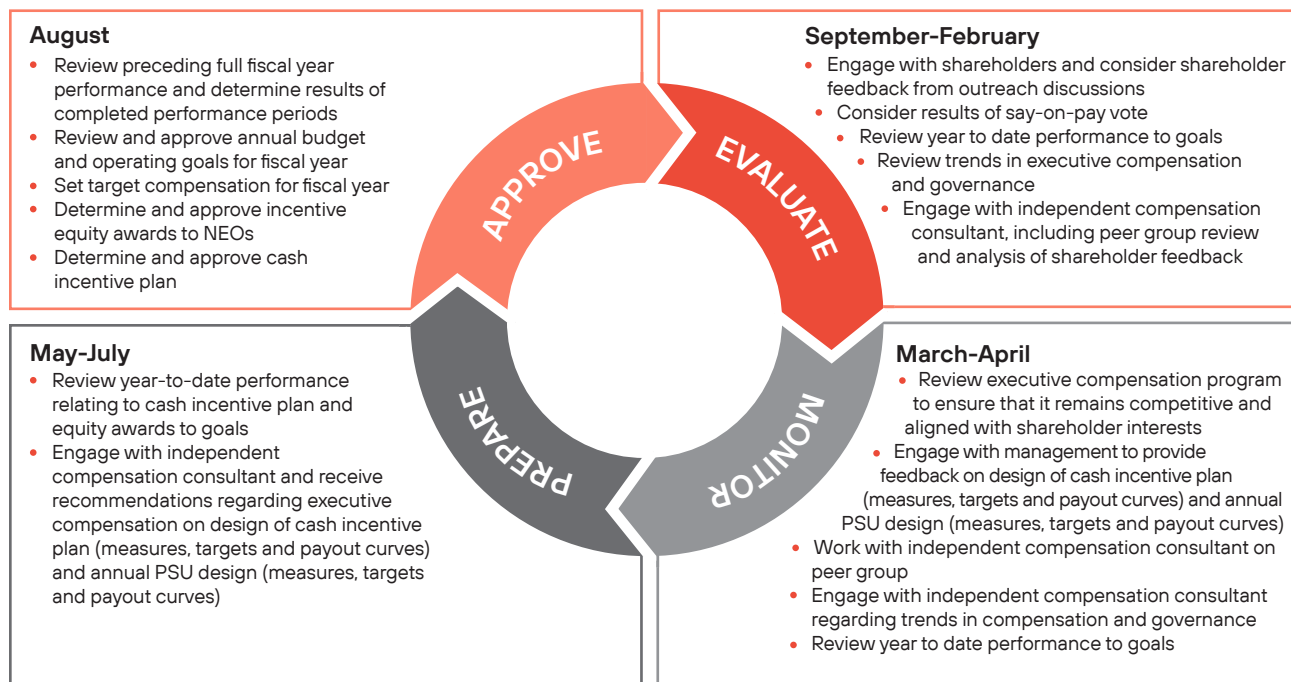 August
• Review preceding full fiscal year
performance and determine results of
completed performance periods
• Review and approve annual budget
and operating goals for fiscal year
• Set target compensation for fiscal year
• Determine and approve incentive
equity awards to NEOs
• Determine and approve cash
incentive plan
September-February
• Engage with shareholders and consider shareholder
feedback from outreach discussions
• Consider results of say-on-pay vote
• Review year to date performance to goals
• Review trends in executive compensation
and governance
• Engage with independent compensation
consultant, including peer group review
and analysis of shareholder feedback
APPROVE
EVALUATE
PREPARE
MONITOR
May-July
• Review year-to-date performance
relating to cash incentive plan and
equity awards to goals
• Engage with independent
compensation consultant and receive
recommendations regarding executive
compensation on design of cash incentive
plan (measures, targets and payout curves)
and annual PSU design (measures, targets
and payout curves)
March-April
• Review executive compensation program
to ensure that it remains competitive and
aligned with shareholder interests
• Engage with management to provide
feedback on design of cash incentive plan
(measures, targets and payout curves) and annual
PSU design (measures, targets and payout curves)
• Work with independent compensation consultant on
peer group
• Engage with independent compensation consultant
regarding trends in compensation and governance
• Review year to date performance to goals